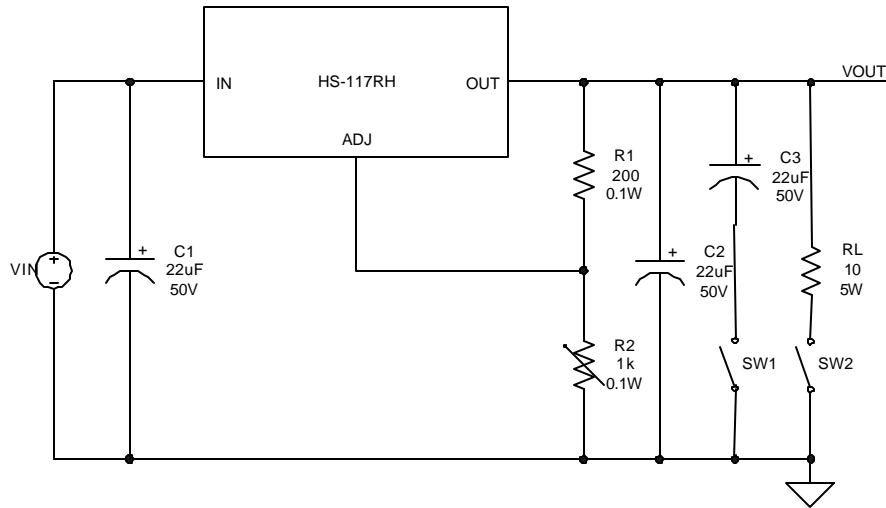 VOUT
IN
HS-117RH
OUT
ADJ
R1
200
0.1W
C3
22uF
50V
+
+
+
C1
22uF
50V
VIN
+
−
C2
22uF
50V
RL
10
5W
R2
1k
0.1W
SW1
SW2